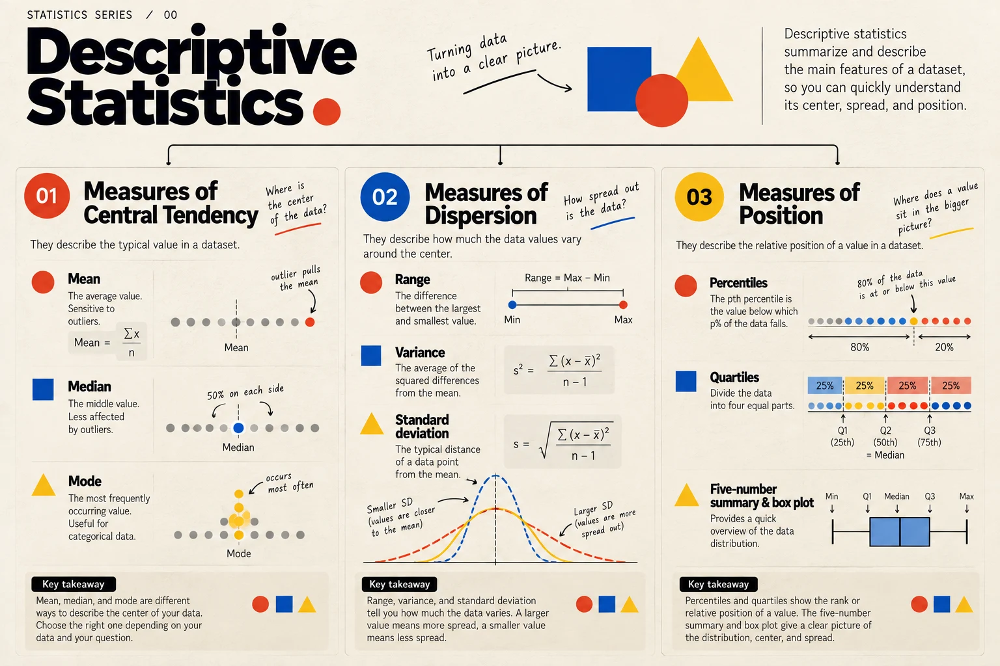 STATISTICS SERIES / 00
Descriptive
Statistics
Turning data
into a clear picture.
Descriptive statistics
summarize and describe
the main features of a dataset,
so you can quickly understand
its center, spread, and position.
01
Measures of
Central Tendency
Where is
the center
of the data?
They describe the typical value in a dataset.
Mean
The average value.
Sensitive to
outliers.
Mean = ∑x / n
outlier pulls
the mean
Mean
Median
The middle value.
Less affected
by outliers.
50% on each side
Median
Mode
The most frequently
occurring value.
Useful for
categorical data.
occurs
most often
Mode
Key takeaway
Mean, median, and mode are different
ways to describe the center of your data.
Choose the right one depending on your
data and your question.
02
Measures of
Dispersion
How spread out
is the data?
They describe how much the data values vary
around the center.
Range
The difference
between the largest
and smallest value.
Range = Max – Min
Min Max
Variance
The average of the
squared differences
from the mean.
s² = ∑(x – x̅)² / n – 1
Standard
deviation
The typical distance
of a data point
from the mean.
s = √ ∑(x – x̅)² / n – 1
Smaller SD
(values are closer
to the mean)
Larger SD
(values are more
spread out)
Key takeaway
Range, variance, and standard deviation
tell you how much the data varies. A larger
value means more spread, a smaller value
means less spread.
03
Measures of
Position
Where does a value
sit in the bigger
picture?
They describe the relative position of a value in a dataset.
Percentiles
The pth percentile is
the value below which
p% of the data falls.
80% of the data
is at or below this value
80% 20%
Quartiles
Divide the data
into four equal parts.
25% 25% 25% 25%
Q1 Q2 Q3
(25th) (50th) (75th)
= Median
Five-number
summary & box plot
Provides a quick
overview of the data
distribution.
Min Q1 Median Q3 Max
Key takeaway
Percentiles and quartiles show the rank or
relative position of a value. The five-number
summary and box plot give a clear picture of
the distribution, center, and spread.